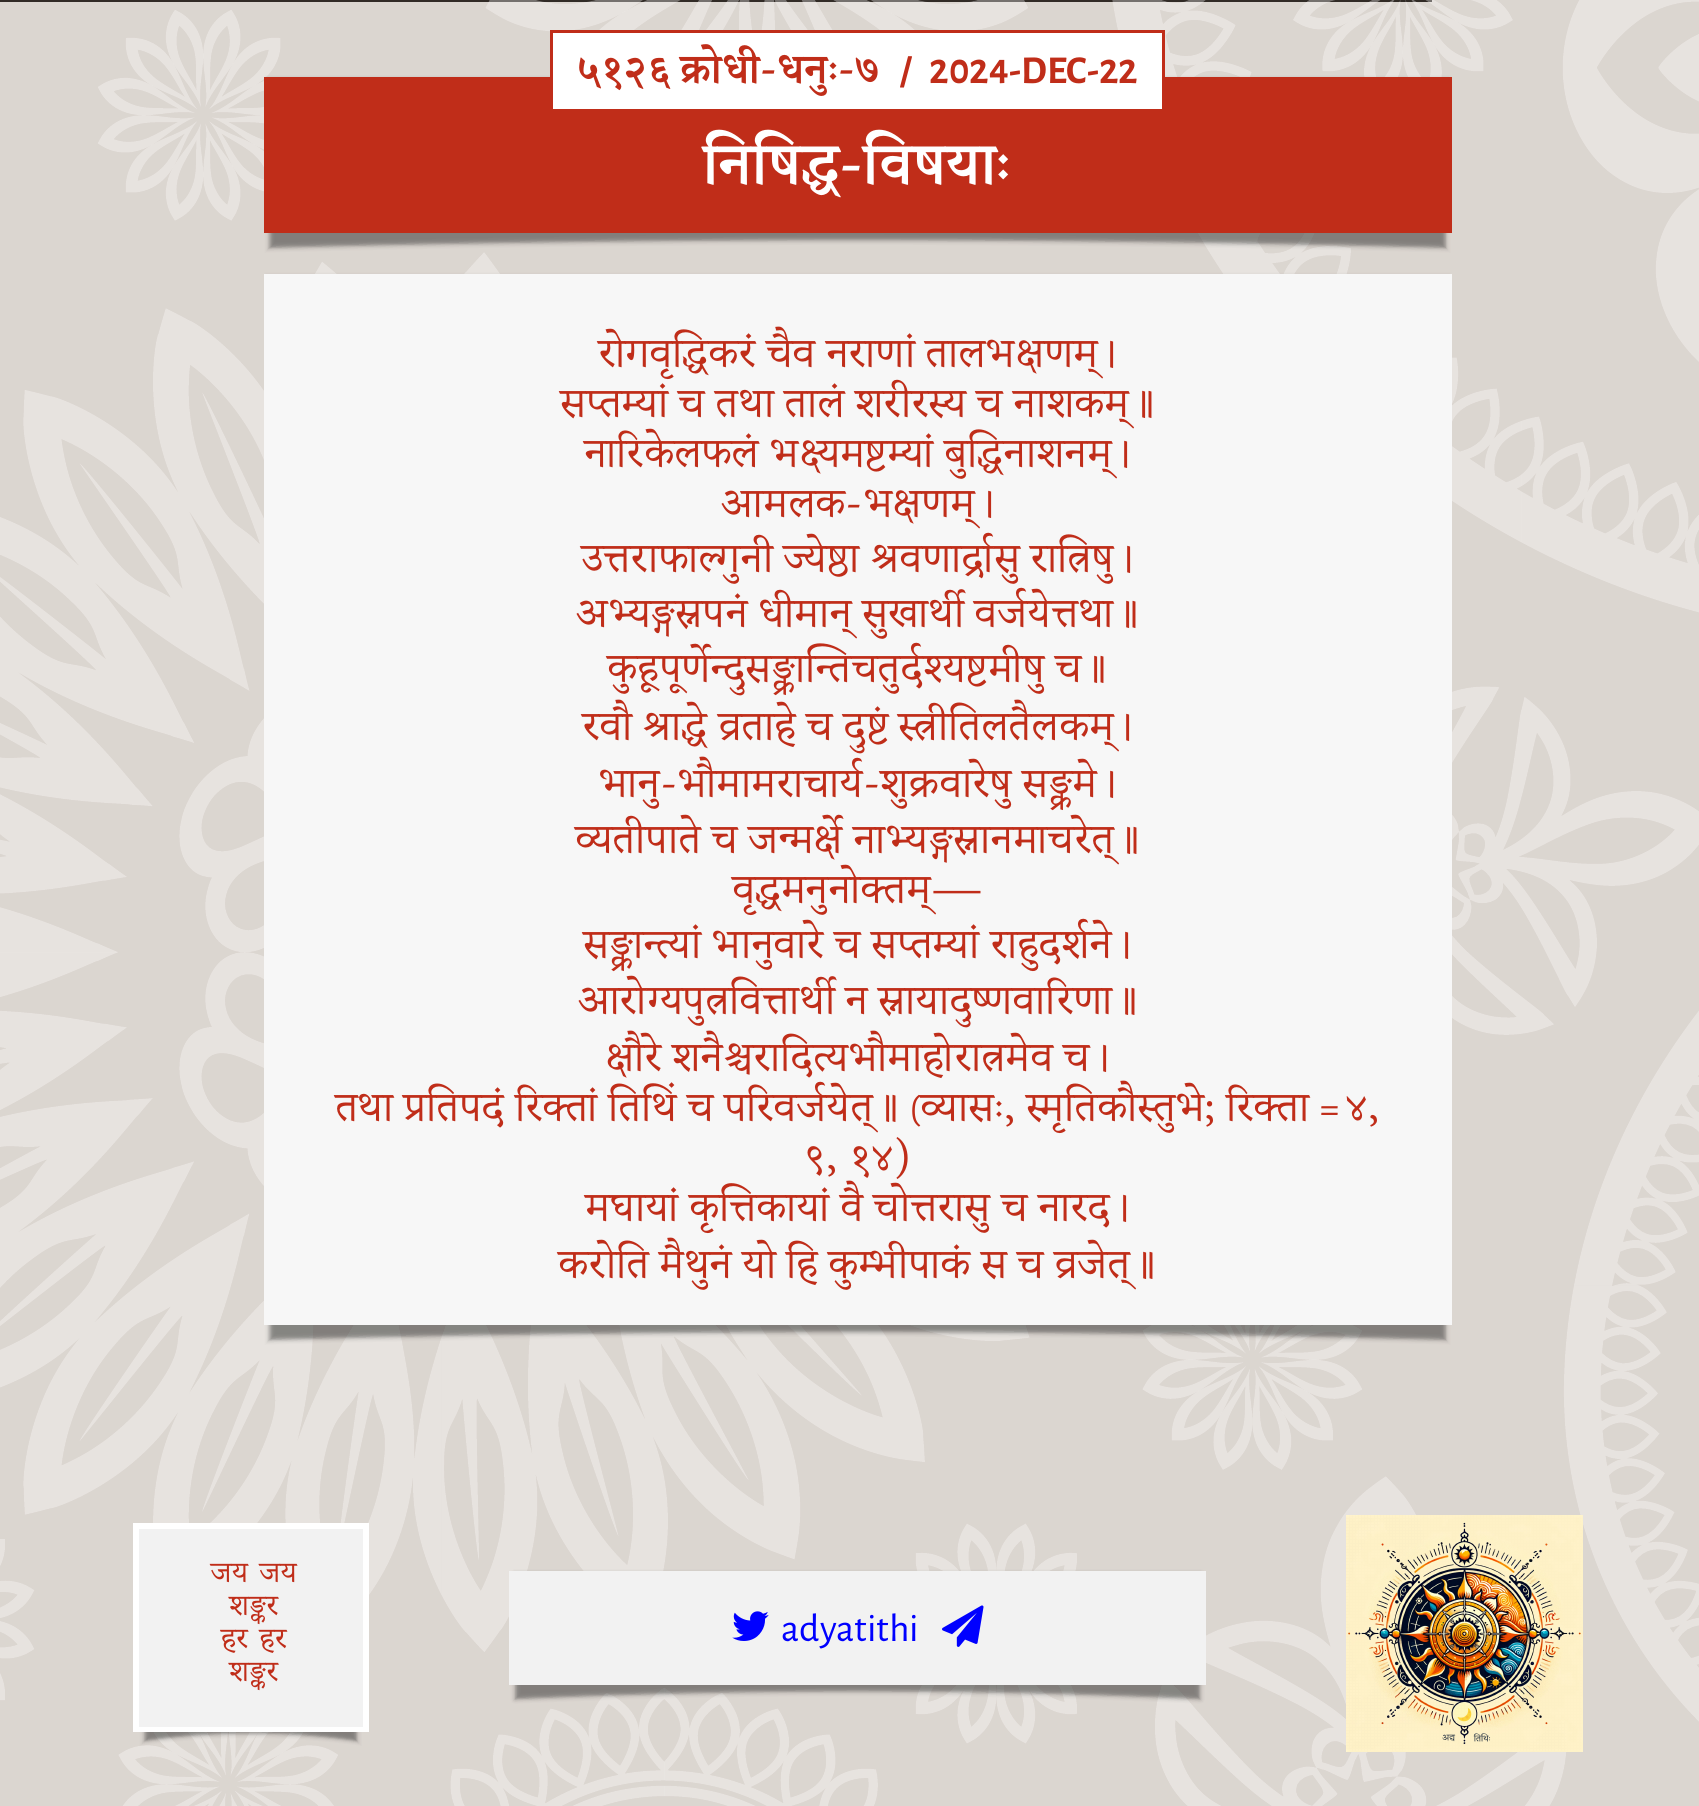 ५१२६ क्रोधी-धनुः-७ / 2024-DEC-22
निषिद्ध-विषयाः
रोगवृद्धिकरं चैव नराणां तालभक्षणम्।
सप्तम्यां च तथा तालं शरीरस्य च नाशकम्॥
नारिकेलफलं भक्ष्यमष्टम्यां बुद्धिनाशनम्।
आमलक-भक्षणम्।
उत्तराफाल्गुनी ज्येष्ठा श्रवणार्द्रासु रात्रिषु।
अभ्यङ्गस्नपनं धीमान् सुखार्थी वर्जयेत्तथा॥
कुहूपूर्णेन्दुसङ्क्रान्तिचतुर्दश्यष्टमीषु च॥
रवौ श्राद्धे व्रताहे च दुष्टं स्त्रीतिलतैलकम्।
भानु-भौमामराचार्य-शुक्रवारेषु सङ्क्रमे।
व्यतीपाते च जन्मर्क्षे नाभ्यङ्गस्नानमाचरेत्॥
वृद्धमनुनोक्तम्—
सङ्क्रान्त्यां भानुवारे च सप्तम्यां राहुदर्शने।
आरोग्यपुत्रवित्तार्थी न स्नायादुष्णवारिणा॥
क्षौरे शनैश्चरादित्यभौमाहोरात्रमेव च।
तथा प्रतिपदं रिक्तां तिथिं च परिवर्जयेत्॥ (व्यासः, स्मृतिकौस्तुभे; रिक्ता = ४,
९, १४)
मघायां कृत्तिकायां वै चोत्तरासु च नारद।
करोति मैथुनं यो हि कुम्भीपाकं स च व्रजेत्॥
जय जय
शङ्कर
हर हर
शङ्कर
adyatithi
अद्य तिथिः